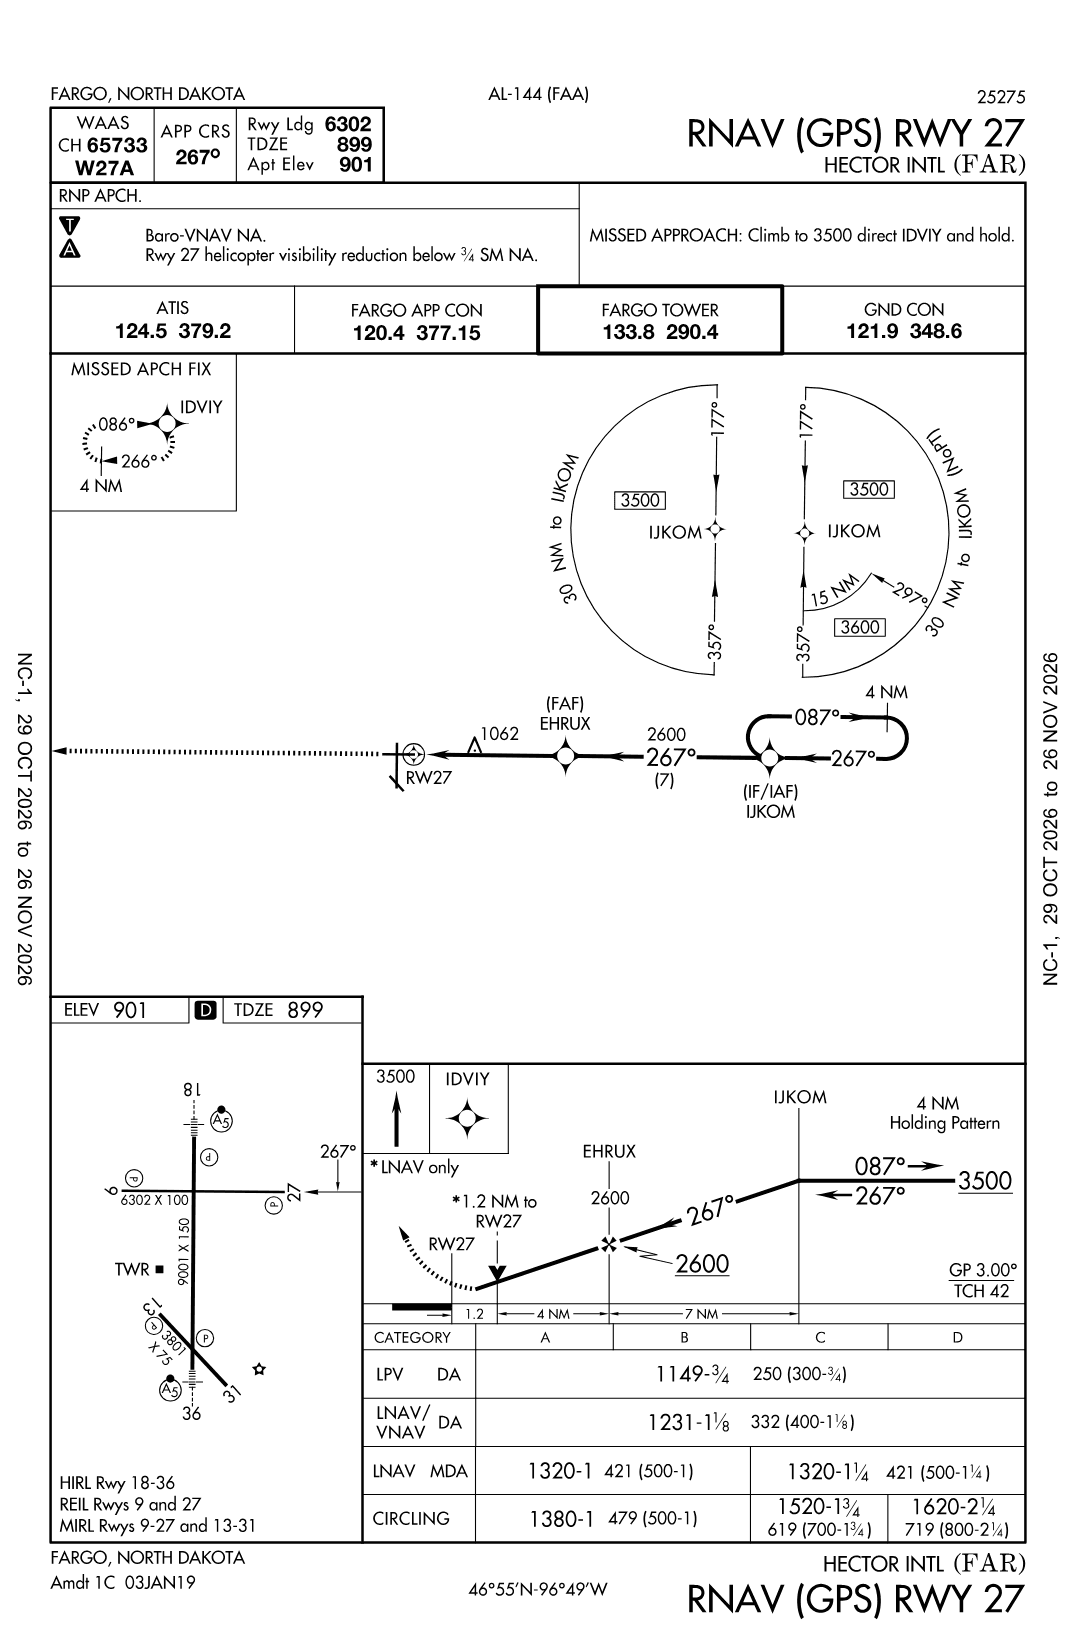 FARGO, NORTH DAKOTA
AL-144 (FAA)
25275
WAAS
CH 65733
W27A
APP CRS
267°
Rwy Ldg 6302
TDZE 899
Apt Elev 901
RNAV (GPS) RWY 27
HECTOR INTL (FAR)
RNP APCH.
T
A
Baro-VNAV NA.
Rwy 27 helicopter visibility reduction below ¾ SM NA.
MISSED APPROACH: Climb to 3500 direct IDVIY and hold.
ATIS
124.5 379.2
FARGO APP CON
120.4 377.15
FARGO TOWER
133.8 290.4
GND CON
121.9 348.6
MISSED APCH FIX
IDVIY
086°
266°
4 NM
30 NM to IJKOM
177°
3500
IJKOM
357°
177°
3500
IJKOM
15 NM
297°
3600
357°
30 NM to IJKOM (NoPT)
4 NM
087°
267°
(IF/IAF)
IJKOM
2600
267°
(7)
(FAF)
EHRUX
1062
RW27
NC-1, 29 OCT 2026 to 26 NOV 2026
NC-1, 29 OCT 2026 to 26 NOV 2026
ELEV 901
D
TDZE 899
18
A5
P
P
9
6302 X 100
27
P
267°
9001 X 150
TWR
13
P
3801
X 75
P
A5
36
31
HIRL Rwy 18-36
REIL Rwys 9 and 27
MIRL Rwys 9-27 and 13-31
3500
IDVIY
*LNAV only
*1.2 NM to
RW27
RW27
EHRUX
2600
267°
2600
IJKOM
4 NM
Holding Pattern
087°
267°
3500
GP 3.00°
TCH 42
1.2
4 NM
7 NM
CATEGORY A B C D
LPV DA 1149-¾ 250 (300-¾)
LNAV/
VNAV DA 1231-1⅛ 332 (400-1⅛)
LNAV MDA 1320-1 421 (500-1) 1320-1¼ 421 (500-1¼)
CIRCLING 1380-1 479 (500-1)
1520-1¾
619 (700-1¾)
1620-2¼
719 (800-2¼)
FARGO, NORTH DAKOTA
Amdt 1C 03JAN19
46°55'N-96°49'W
HECTOR INTL (FAR)
RNAV (GPS) RWY 27